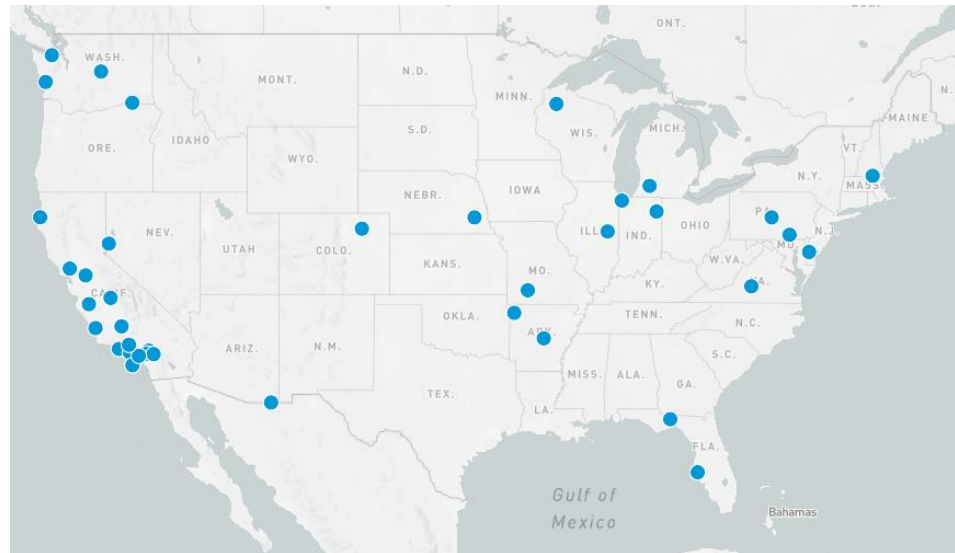 ONT.
WASH.
MONT.
N.D.
MINN.
MAINE
N.
ORE.
IDAHO
S.D.
WIS.
MICH.
VT.
WYO.
N.Y.
MASS.
NEBR.
IOWA
PA.
NEV.
UTAH
COLO.
ILL.
IND.
OHIO
N.J.
MD.
W.VA.
KANS.
MO.
KY.
VA.
CALIF.
OKLA.
TENN.
N.C.
ARIZ.
N.M.
ARK.
S.C.
MISS.
ALA.
GA.
TEX.
LA.
FLA.
Gulf of
Mexico
Bahamas